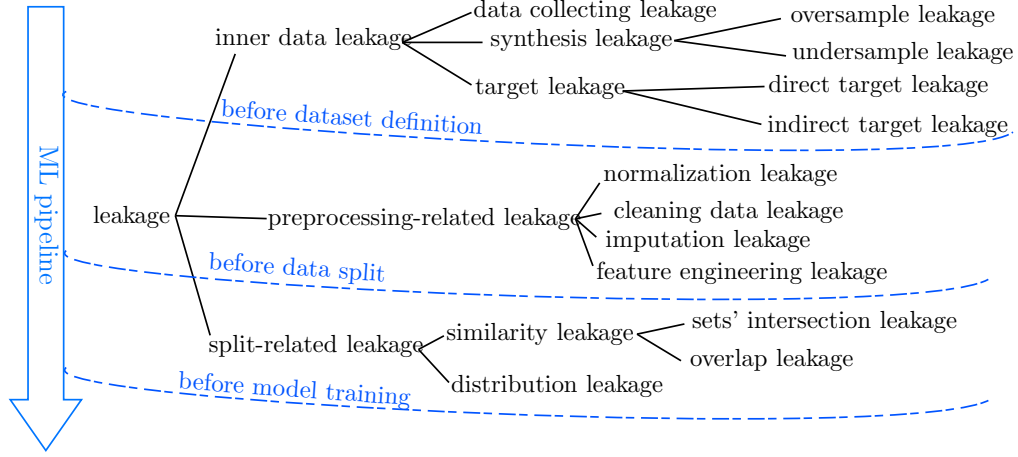 data collecting leakage
oversample leakage
inner data leakage
synthesis leakage
undersample leakage
target leakage
direct target leakage
before dataset definition
indirect target leakage
ML pipeline
normalization leakage
leakage
preprocessing-related leakage
cleaning data leakage
imputation leakage
before data split
feature engineering leakage
sets' intersection leakage
similarity leakage
split-related leakage
overlap leakage
before model training
distribution leakage